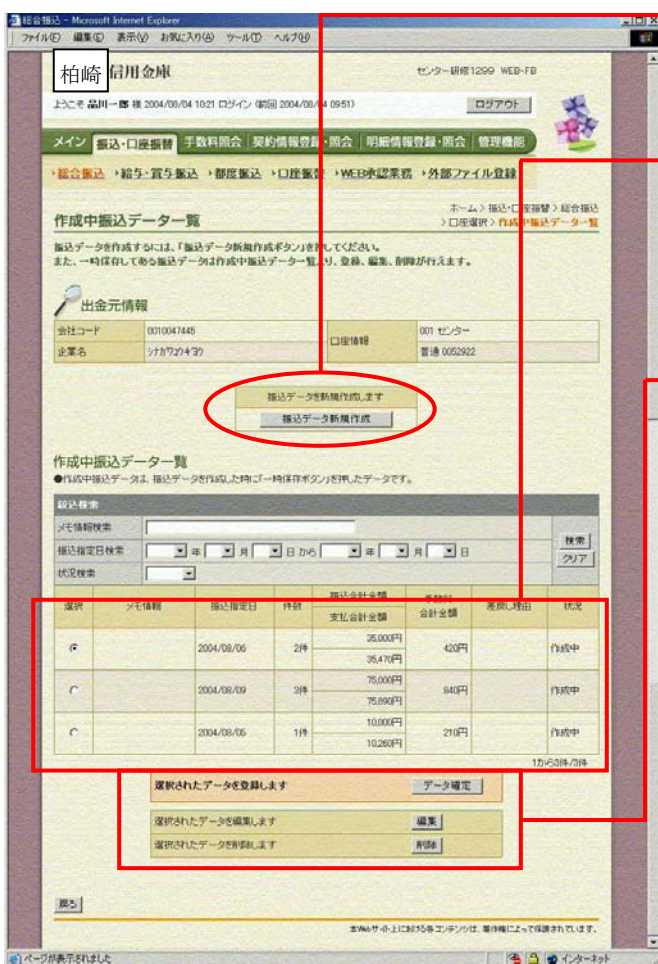 総合振込 - Microsoft Internet Explorer
ファイル(F) 編集(E) 表示(V) お気に入り(A) ツール(T) ヘルプ(H)
柏崎信用金庫 センター研修1299 WEB-FB
ようこそ 品川一郎 様 2004/08/04 10:21 ログイン (前回 2004/08/04 09:51) ログアウト
メイン 振込・口座振替 手数料照会 契約情報登録・照会 明細情報登録・照会 管理機能
総合振込 給与・賞与振込 都度振込 口座振替 WEB承認業務 外部ファイル登録
ホーム > 振込・口座振替 > 総合振込
作成中振込データ一覧 > 口座選択 > 作成中振込データ一覧
振込データを作成するには、「振込データ新規作成ボタン」を押してください。
また、一時保存してある振込データは作成中振込データ一覧より、登録、編集、削除が行えます。
出金元情報
会社コード 0010047445 口座情報 001 センター
企業名 普通 0052922
振込データを新規作成します
振込データ新規作成
作成中振込データ一覧
●作成中振込データは、振込データを作成した時に「一時保存ボタン」を押したデータです。
絞込検索
メモ情報検索
振込指定日検索 年 月 日 から 年 月 日 検索
状況検索 クリア
選択 メモ情報 振込指定日 件数 振込合計金額 手数料 差戻し理由 状況
支払合計金額 合計金額
2004/08/06 2件 35,000円 420円 作成中
35,470円
2004/08/09 3件 75,000円 840円 作成中
75,890円
2004/08/05 1件 10,000円 210円 作成中
10,260円
1から3件/3件
選択されたデータを登録します データ確定
選択されたデータを編集します 編集
選択されたデータを削除します 削除
戻る
本Webサイト上における各コンテンツは、著作権によって保護されています。
ページが表示されました インターネット